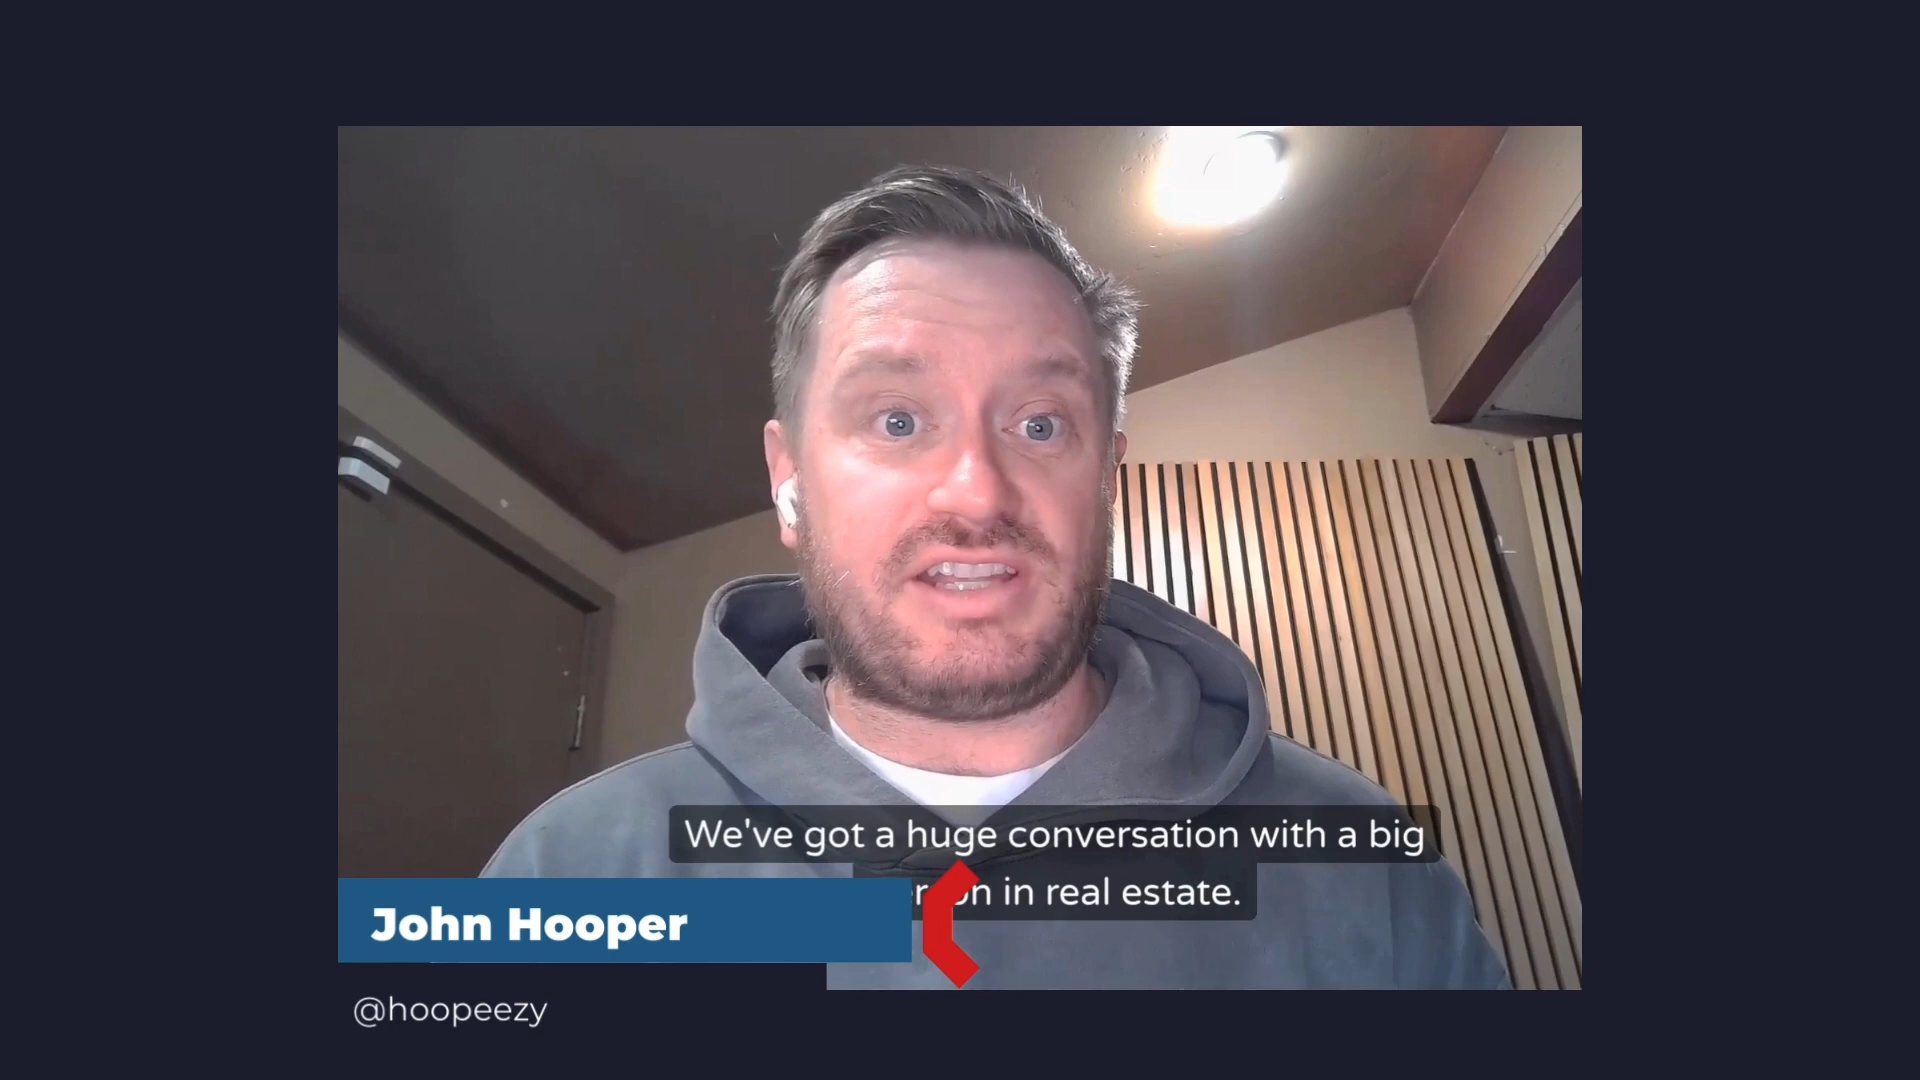 We've got a huge conversation with a big
in real estate.
John Hooper
@hoopeezy